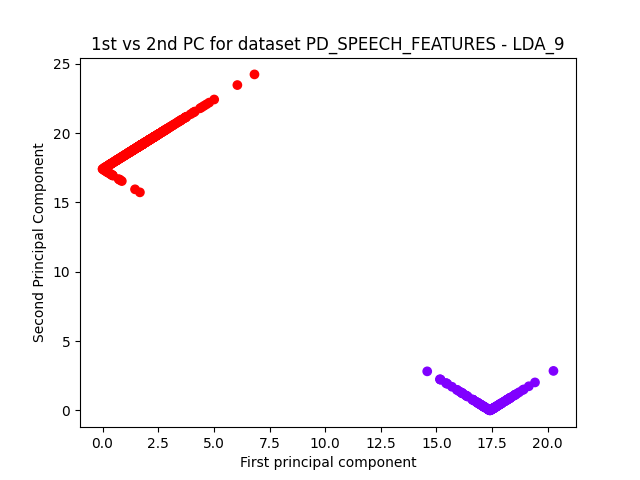 1st vs 2nd PC for dataset PD_SPEECH_FEATURES - LDA_9
25
20
15
10
5
0
Second Principal Component
0.0 2.5 5.0 7.5 10.0 12.5 15.0 17.5 20.0
First principal component